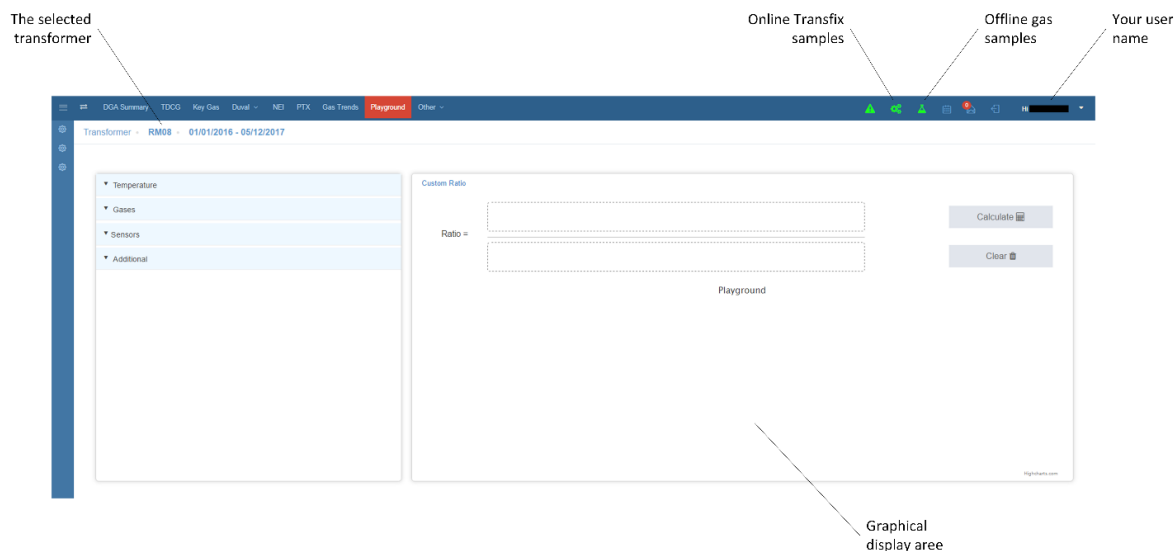 The selected
transformer
Online Transfix
samples
Offline gas
samples
Your user
name
DGA Summary TDCG Key Gas Duval NEI PTX Gas Trends Playground Other
0
Hi
Transformer - RM08 - 01/01/2016 - 05/12/2017
Temperature
Gases
Sensors
Additional
Custom Ratio
Ratio =
Calculate
Clear
Playground
Highcharts.com
Graphical
display area